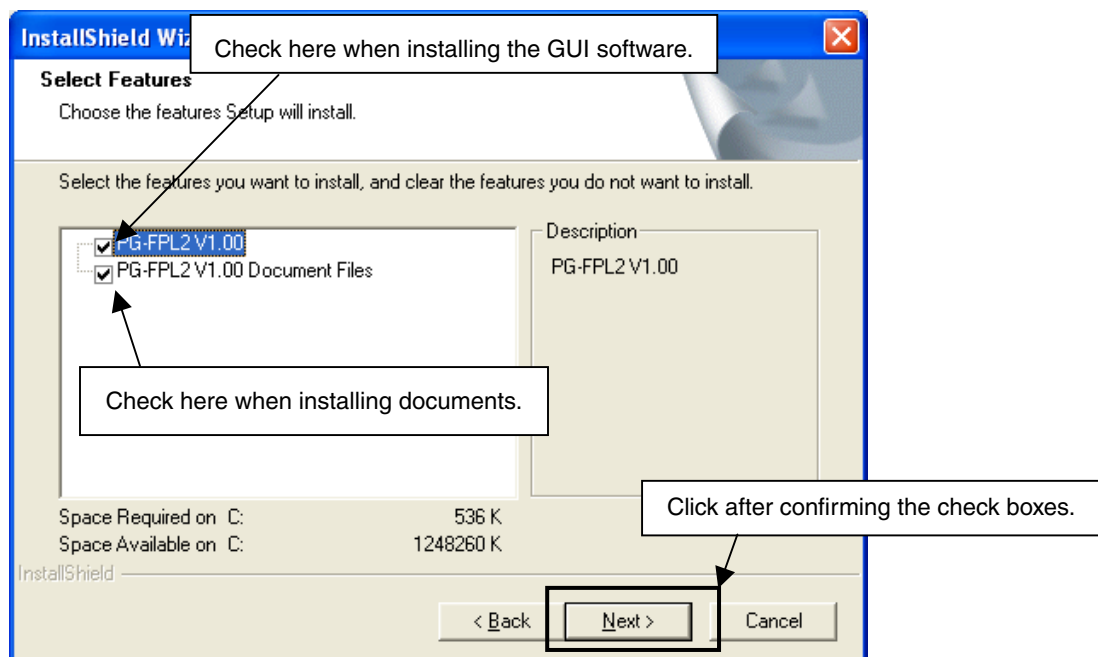 InstallShield Wiz
Check here when installing the GUI software.
Select Features
Choose the features Setup will install.
Select the features you want to install, and clear the features you do not want to install.
PG-FPL2 V1.00
PG-FPL2 V1.00 Document Files
Description
PG-FPL2 V1.00
Check here when installing documents.
Space Required on C: 536 K
Space Available on C: 1248260 K
Click after confirming the check boxes.
InstallShield
< Back
Next >
Cancel